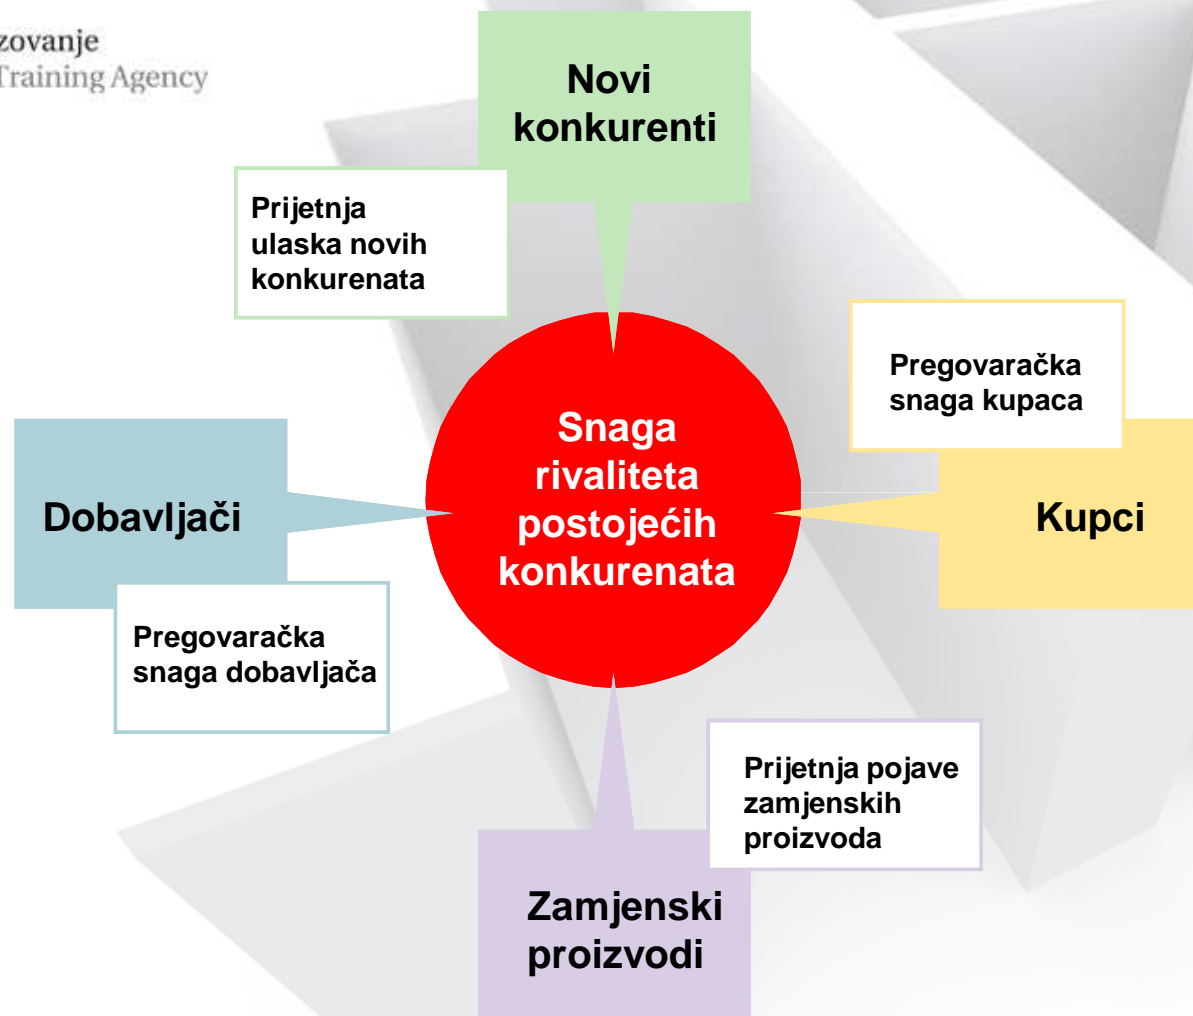 zovanje
Training Agency
Novi
konkurenti
Prijetnja
ulaska novih
konkurenata
Pregovaračka
snaga kupaca
Snaga
rivaliteta
postojećih
konkurenata
Dobavljači
Kupci
Pregovaračka
snaga dobavljača
Prijetnja pojave
zamjenskih
proizvoda
Zamjenski
proizvodi